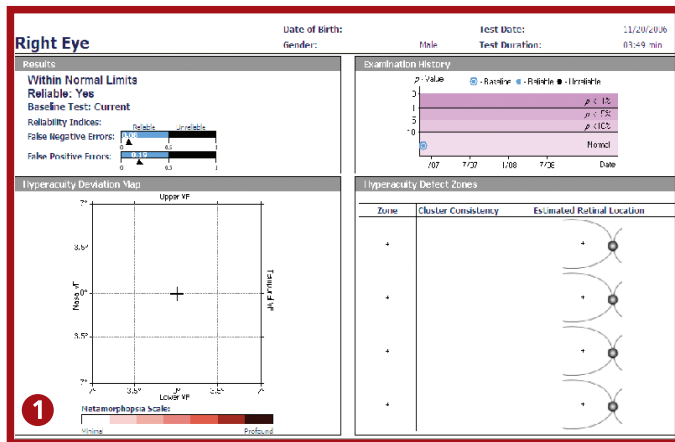 Right Eye
Date of Birth:
Test Date:
11/20/2006
Gender:
Male
Test Duration:
03:49 min
Results
Within Normal Limits
Reliable: Yes
Baseline Test: Current
Reliability Indices:
Reliable
Unreliable
False Negative Errors:
0 0.5 1
False Positive Errors:
0.19
0 0.5 1
Examination History
p - Value
- Baseline - Reliable - Unreliable
0
1
5
10
p < 1%
p < 5%
p <10%
Normal
/07 7/07 1/08 7/08 Date
Hyperacuity Deviation Map
Upper VF
7°
3.5°
0°
3.5°
7°
Temporal VF
3.5°
3.5°
Lower VF
Metamorphopsia Scale:
Minimal
Profound
Hyperacuity Defect Zones
Zone
Cluster Consistency
Estimated Retinal Location
1